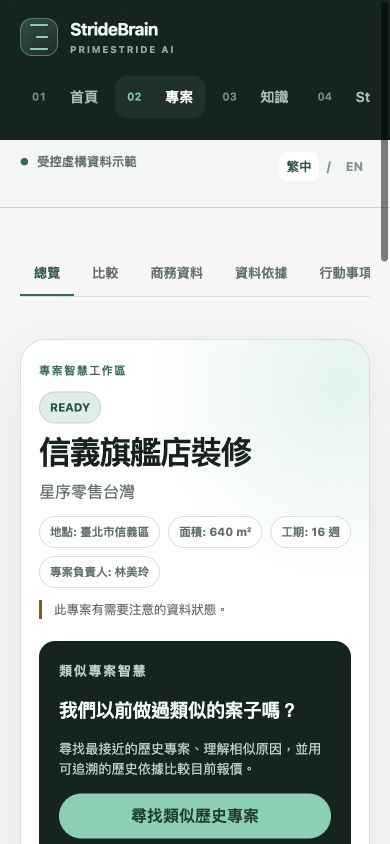 StrideBrain
PRIMESTRIDE AI
01 首頁 02 專案 03 知識 04 St
受控虛構資料示範
繁中 / EN
總覽 比較 商務資料 資料依據 行動事項
專案智慧工作區
READY
信義旗艦店裝修
星序零售台灣
地點: 臺北市信義區 面積: 640 m² 工期: 16 週
專案負責人: 林美玲
此專案有需要注意的資料狀態。
類似專案智慧
我們以前做過類似的案子嗎？
尋找最接近的歷史專案、理解相似原因，並用
可追溯的歷史依據比較目前報價。
尋找類似歷史專案